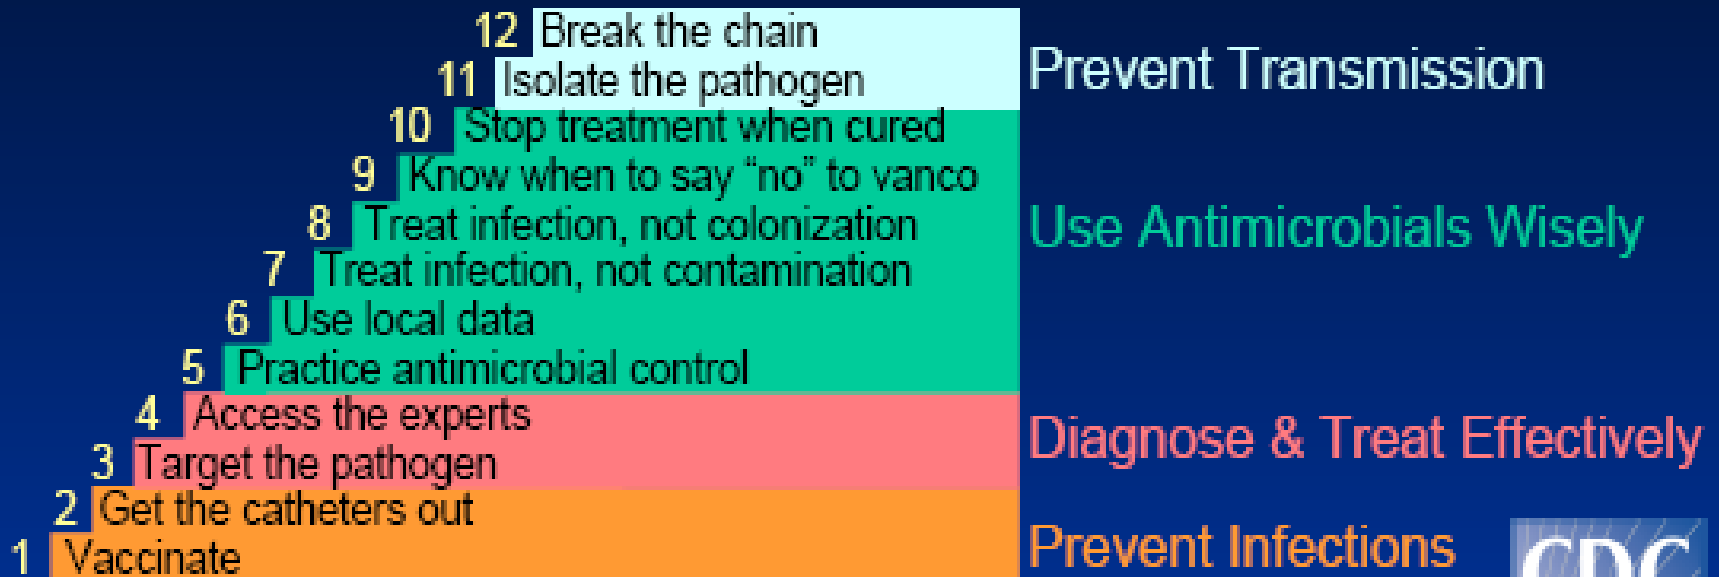 12 Break the chain
11 Isolate the pathogen
Prevent Transmission
10 Stop treatment when cured
9 Know when to say “no” to vanco
8 Treat infection, not colonization
Use Antimicrobials Wisely
7 Treat infection, not contamination
6 Use local data
5 Practice antimicrobial control
4 Access the experts
3 Target the pathogen
Diagnose & Treat Effectively
2 Get the catheters out
1 Vaccinate
Prevent Infections
CDC